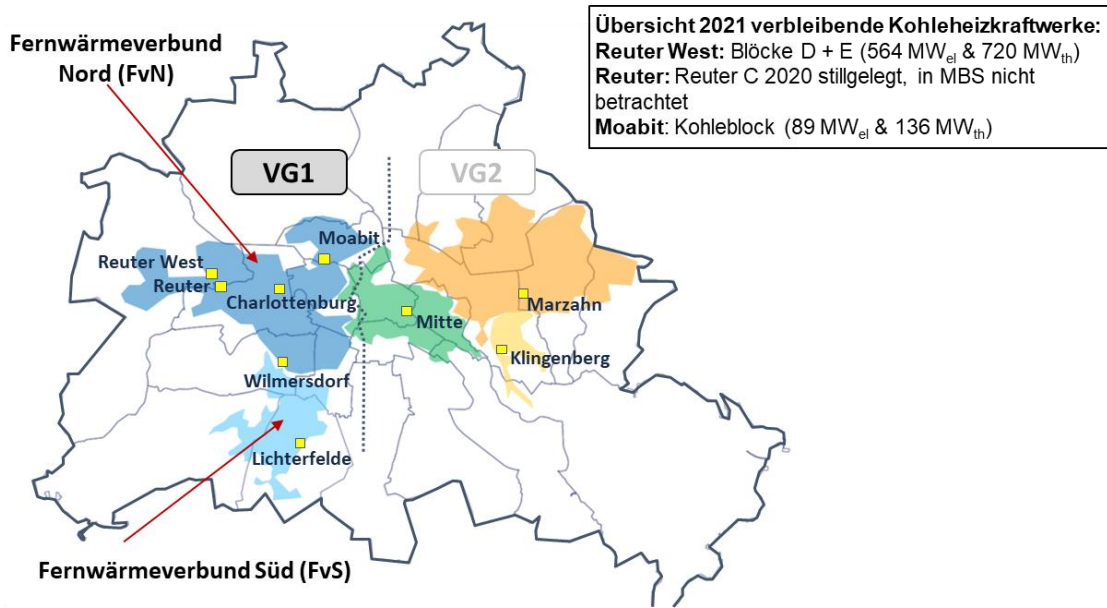 Übersicht 2021 verbleibende Kohleheizkraftwerke:
Reuter West: Blöcke D + E (564 MWel & 720 MWth)
Reuter: Reuter C 2020 stillgelegt, in MBS nicht
betrachtet
Moabit: Kohleblock (89 MWel & 136 MWth)
Fernwärmeverbund
Nord (FvN)
VG1
VG2
Moabit
Reuter West
Reuter
Charlottenburg
Mitte
Marzahn
Klingenberg
Wilmersdorf
Lichterfelde
Fernwärmeverbund Süd (FvS)